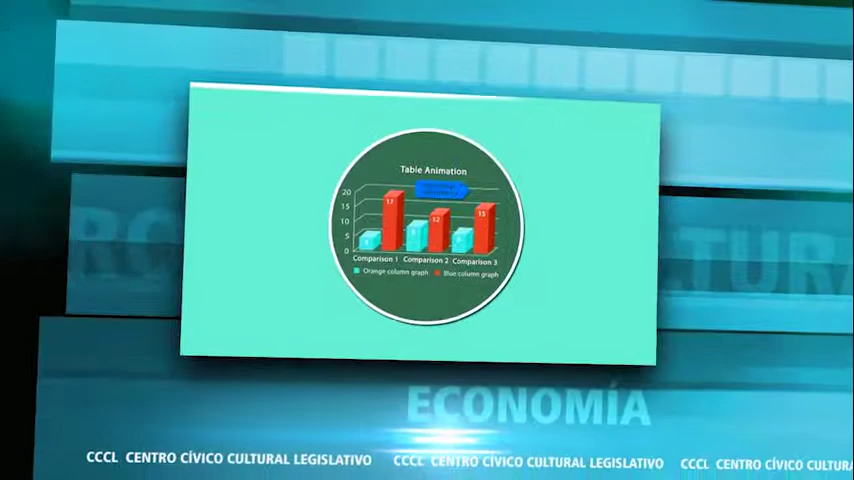 Table Animation
20
15
10
5
0
17
12
15
Comparison 1 Comparison 2 Comparison 3
Orange column graph Blue column graph
ECONOMÍA
CCCL CENTRO CÍVICO CULTURAL LEGISLATIVO CCCL CENTRO CÍVICO CULTURAL LEGISLATIVO CCCL CENTRO CÍVICO CULTURA